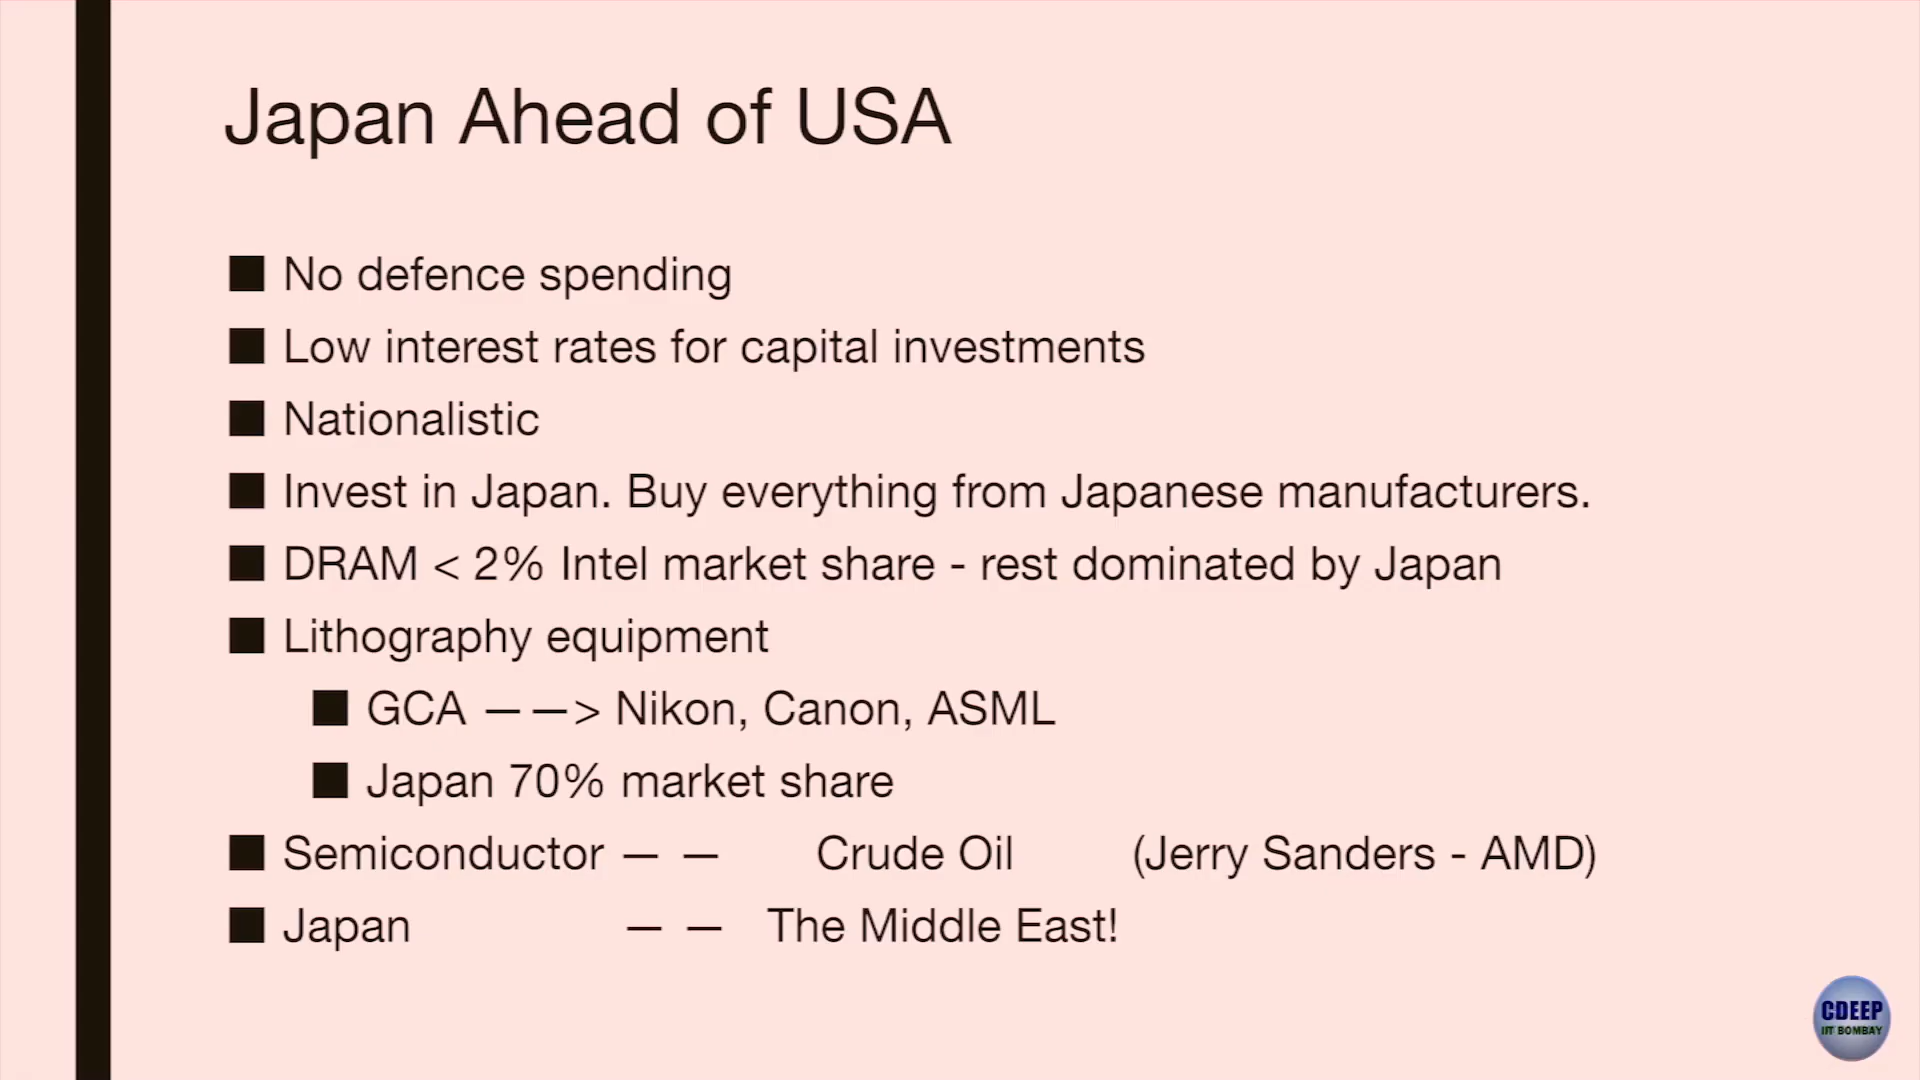 Japan Ahead of USA
■ No defence spending
■ Low interest rates for capital investments
■ Nationalistic
■ Invest in Japan. Buy everything from Japanese manufacturers.
■ DRAM < 2% Intel market share - rest dominated by Japan
■ Lithography equipment
■ GCA — —> Nikon, Canon, ASML
■ Japan 70% market share
■ Semiconductor — — Crude Oil (Jerry Sanders - AMD)
■ Japan — — The Middle East!
CDEEP
IIT BOMBAY